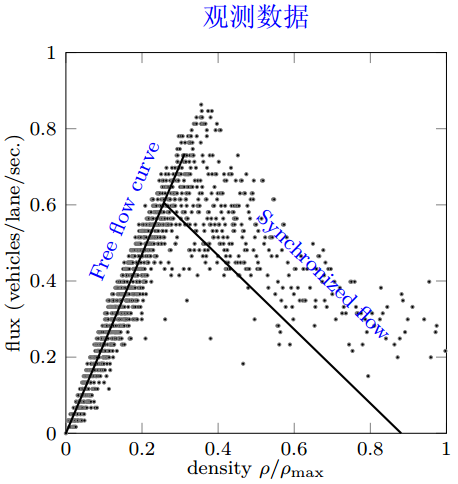 观测数据
1
0.8
0.6
0.4
0.2
0
flux (vehicles/lane/sec.)
Free flow curve
Synchronized flow
0 0.2 0.4 0.6 0.8 1
density ρ/ρmax